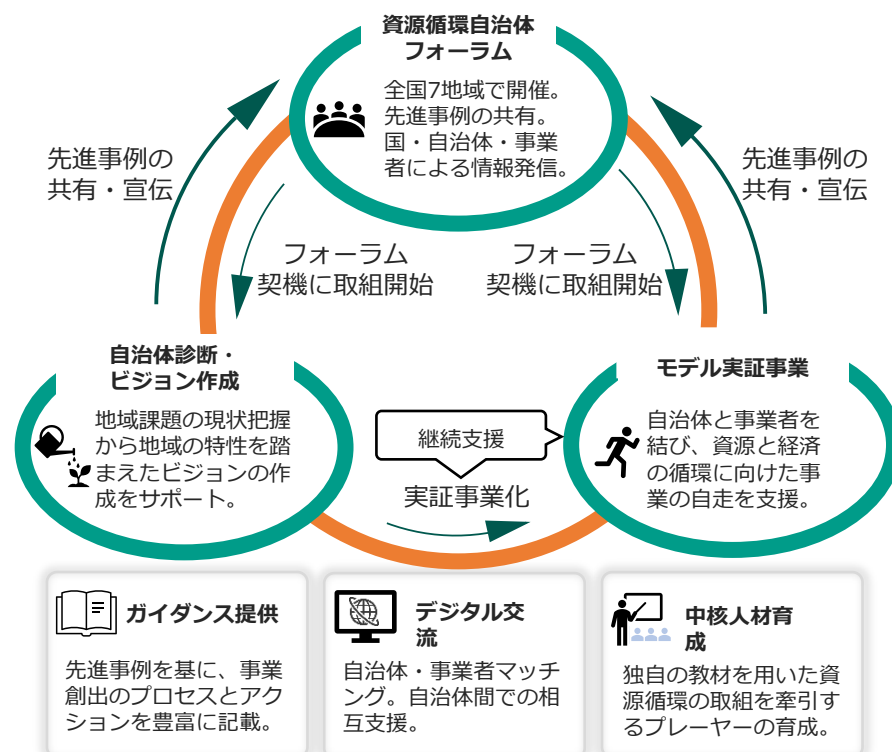 資源循環自治体
フォーラム
全国7地域で開催。
先進事例の共有。
国・自治体・事業
者による情報発信。
先進事例の
共有・宣伝
先進事例の
共有・宣伝
フォーラム
契機に取組開始
フォーラム
契機に取組開始
自治体診断・
ビジョン作成
地域課題の現状把握
から地域の特性を踏
まえたビジョンの作
成をサポート。
継続支援
実証事業化
モデル実証事業
自治体と事業者を
結び、資源と経済
の循環に向けた事
業の自走を支援。
ガイダンス提供
先進事例を基に、事業
創出のプロセスとアク
ションを豊富に記載。
デジタル交
流
自治体・事業者マッチ
ング。自治体間での相
互支援。
中核人材育
成
独自の教材を用いた資
源循環の取組を牽引す
るプレーヤーの育成。